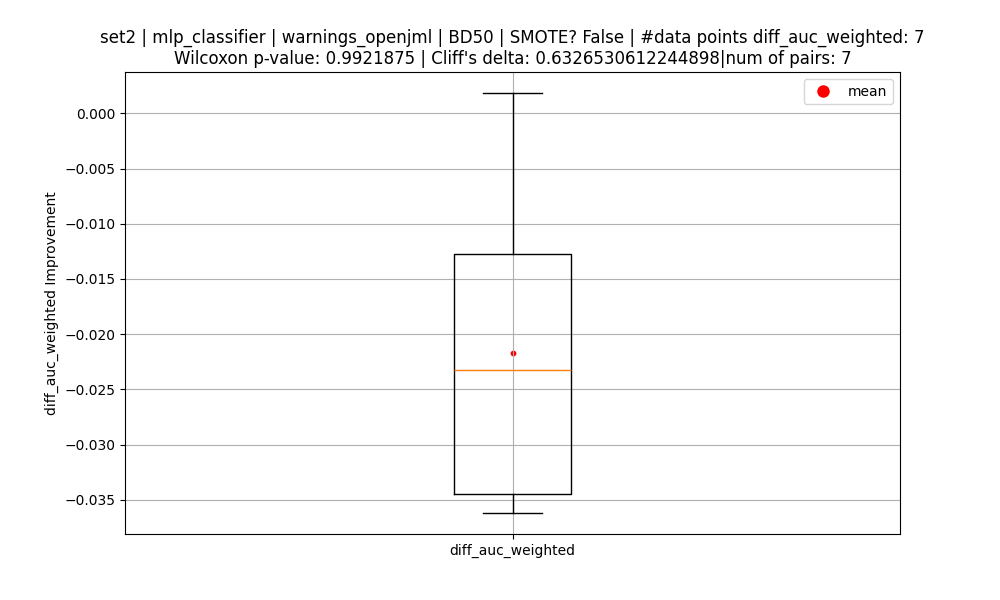 set2 | mlp_classifier | warnings_openjml | BD50 | SMOTE? False | #data points diff_auc_weighted: 7
Wilcoxon p-value: 0.9921875 | Cliff's delta: 0.6326530612244898|num of pairs: 7
mean
0.000
−0.005
−0.010
−0.015
−0.020
−0.025
−0.030
−0.035
diff_auc_weighted Improvement
diff_auc_weighted